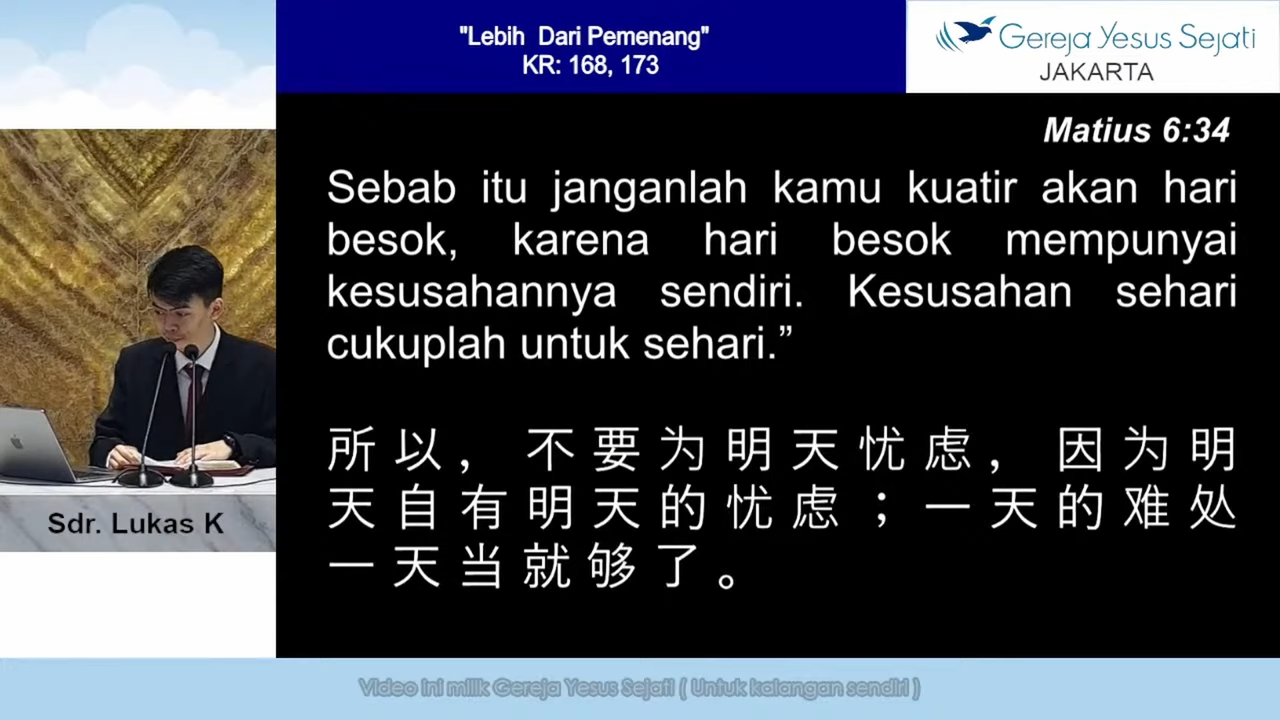 "Lebih Dari Pemenang"
KR: 168, 173
Gereja Yesus Sejati
JAKARTA
Matius 6:34
Sebab itu janganlah kamu kuatir akan hari
besok, karena hari besok mempunyai
kesusahannya sendiri. Kesusahan sehari
cukuplah untuk sehari.”
所以，不要为明天忧虑，因为明
天自有明天的忧虑；一天的难处
一天当就够了。
Sdr. Lukas K
Video ini milik Gereja Yesus Sejati ( Untuk kalangan sendiri )